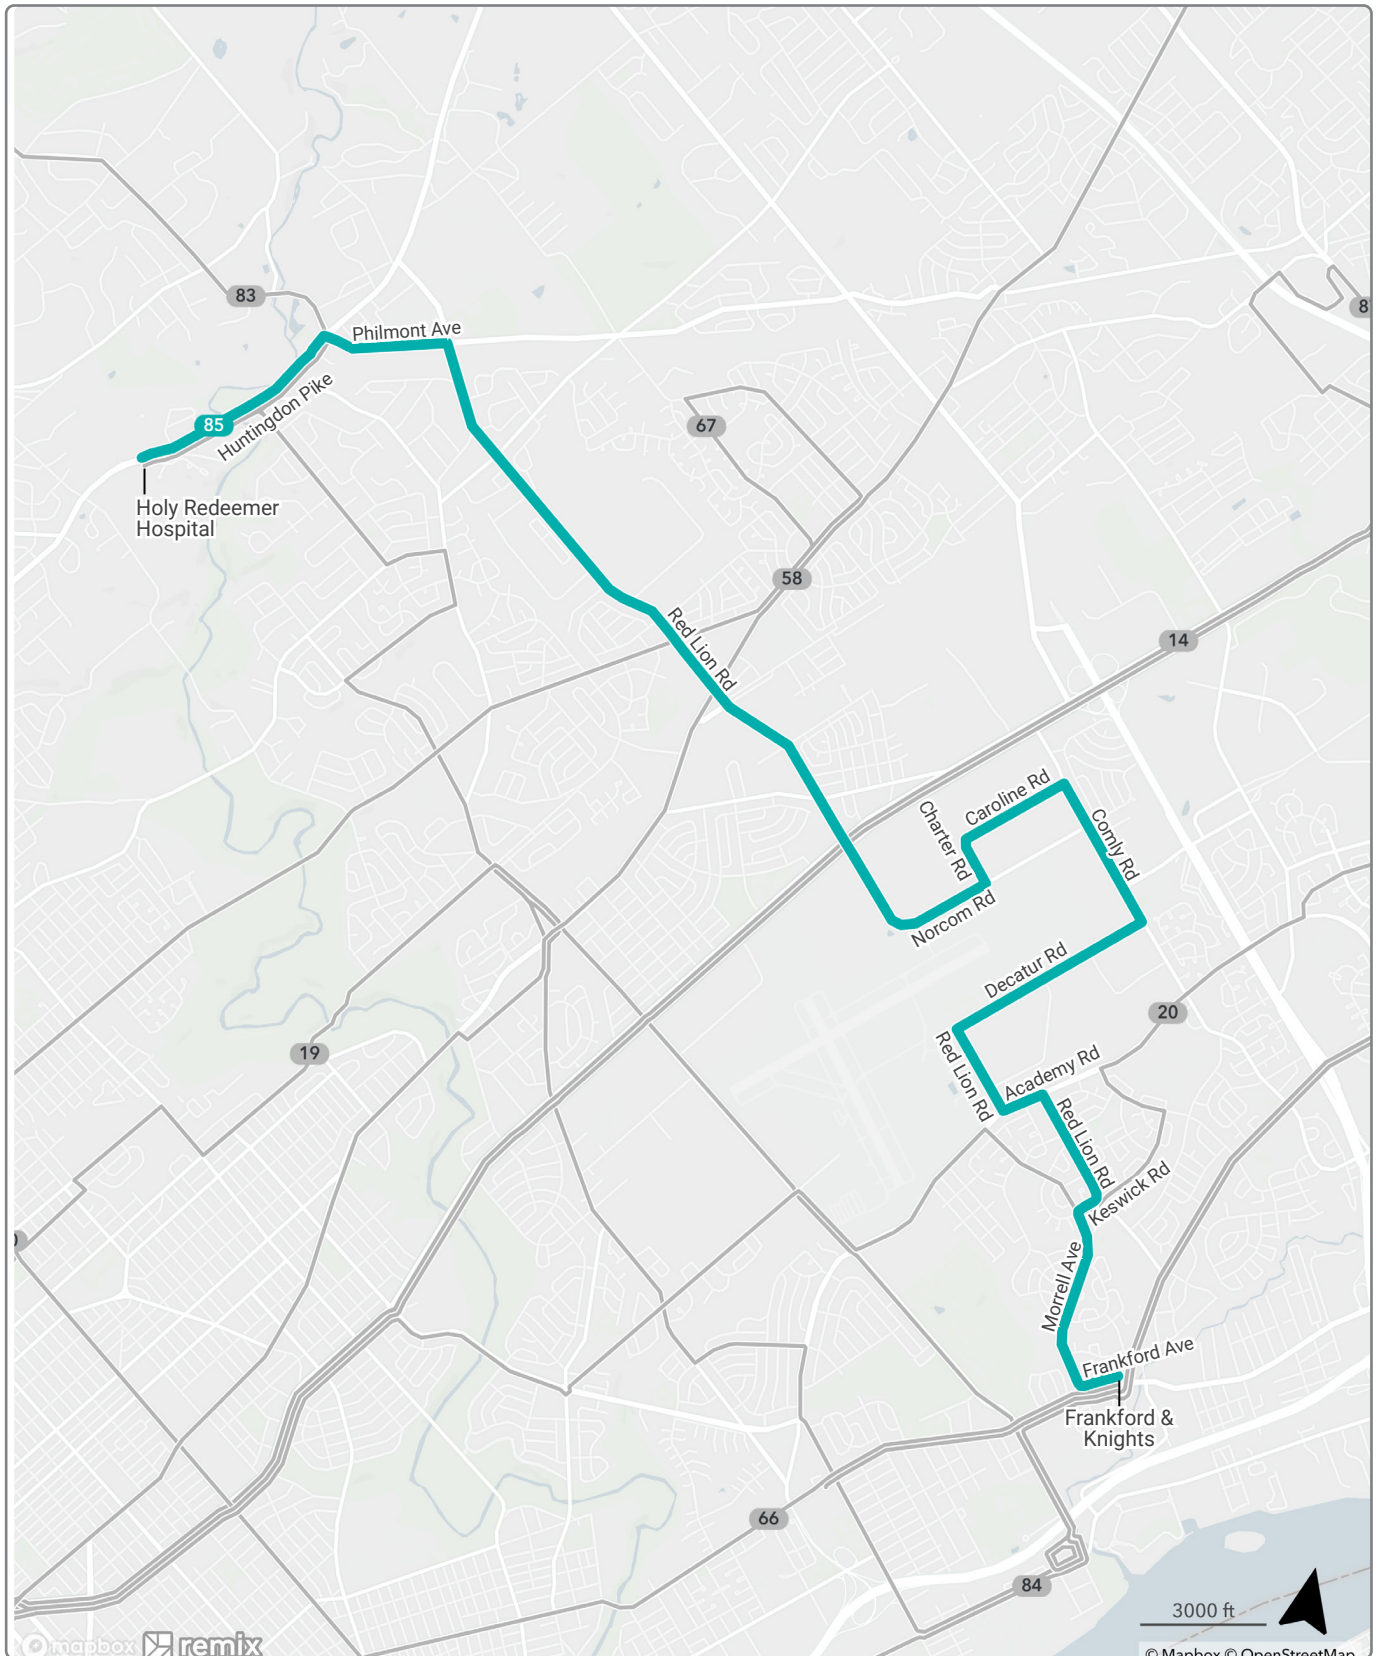 83
8
Philmont Ave
Huntingdon Pike
85
67
Holy Redeemer
Hospital
58
Red Lion Rd
14
Caroline Rd
Charter Rd
Comly Rd
Norcom Rd
Decatur Rd
20
19
Red Lion Rd
Academy Rd
Red Lion Rd
Keswick Rd
Morrell Ave
Frankford Ave
Frankford &
Knights
66
84
3000 ft
mapbox remix
© Mapbox © OpenStreetMap